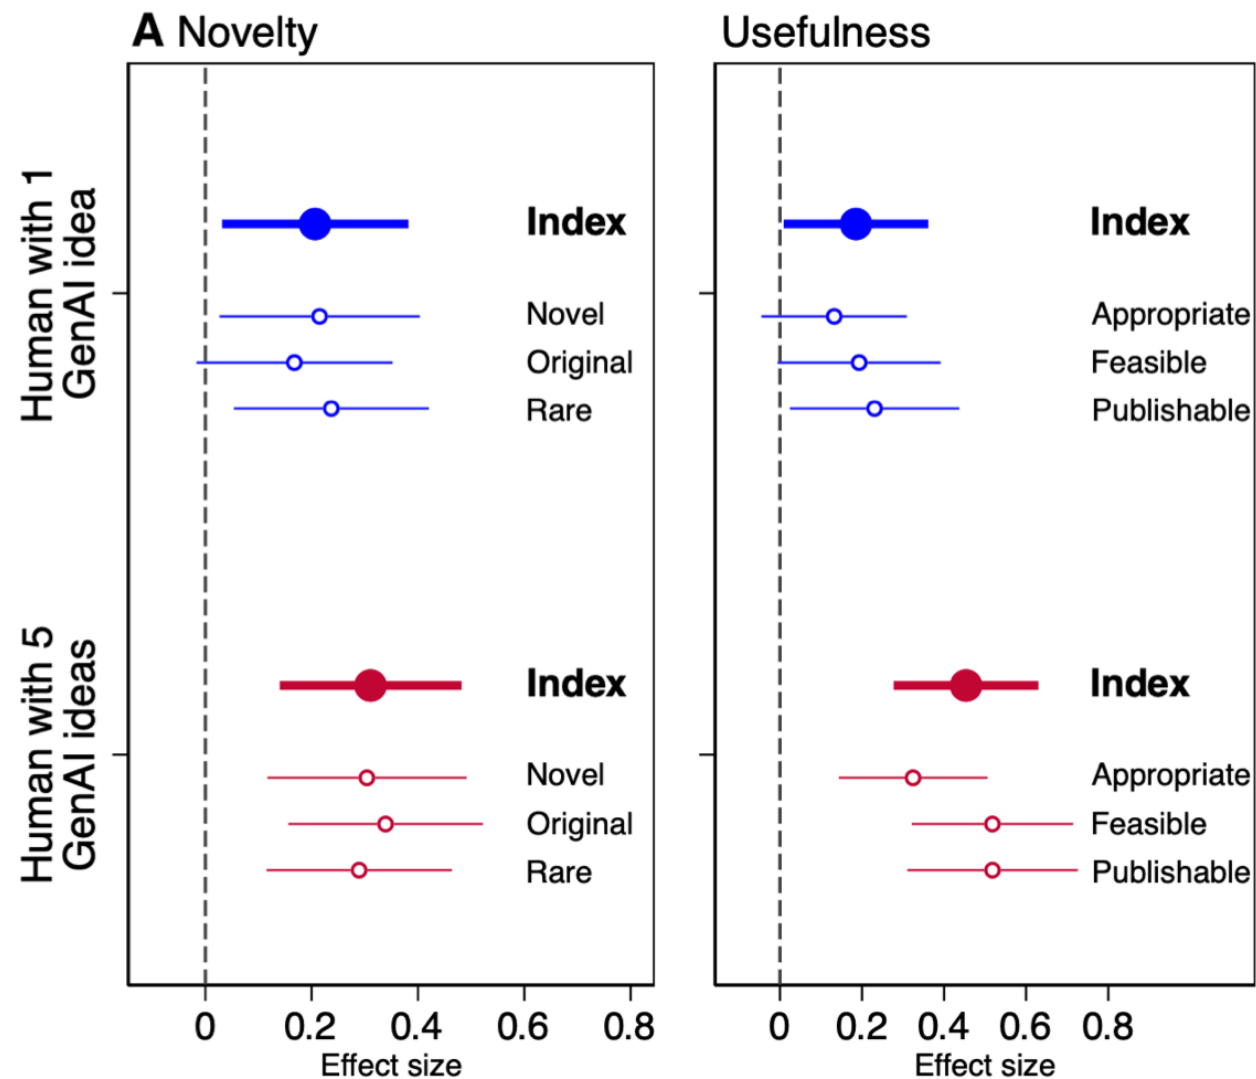 A Novelty
Usefulness
Human with 1
GenAI idea
Index
Novel
Original
Rare
Index
Appropriate
Feasible
Publishable
Human with 5
GenAI ideas
Index
Novel
Original
Rare
Index
Appropriate
Feasible
Publishable
0 0.2 0.4 0.6 0.8
Effect size
0 0.2 0.4 0.6 0.8
Effect size